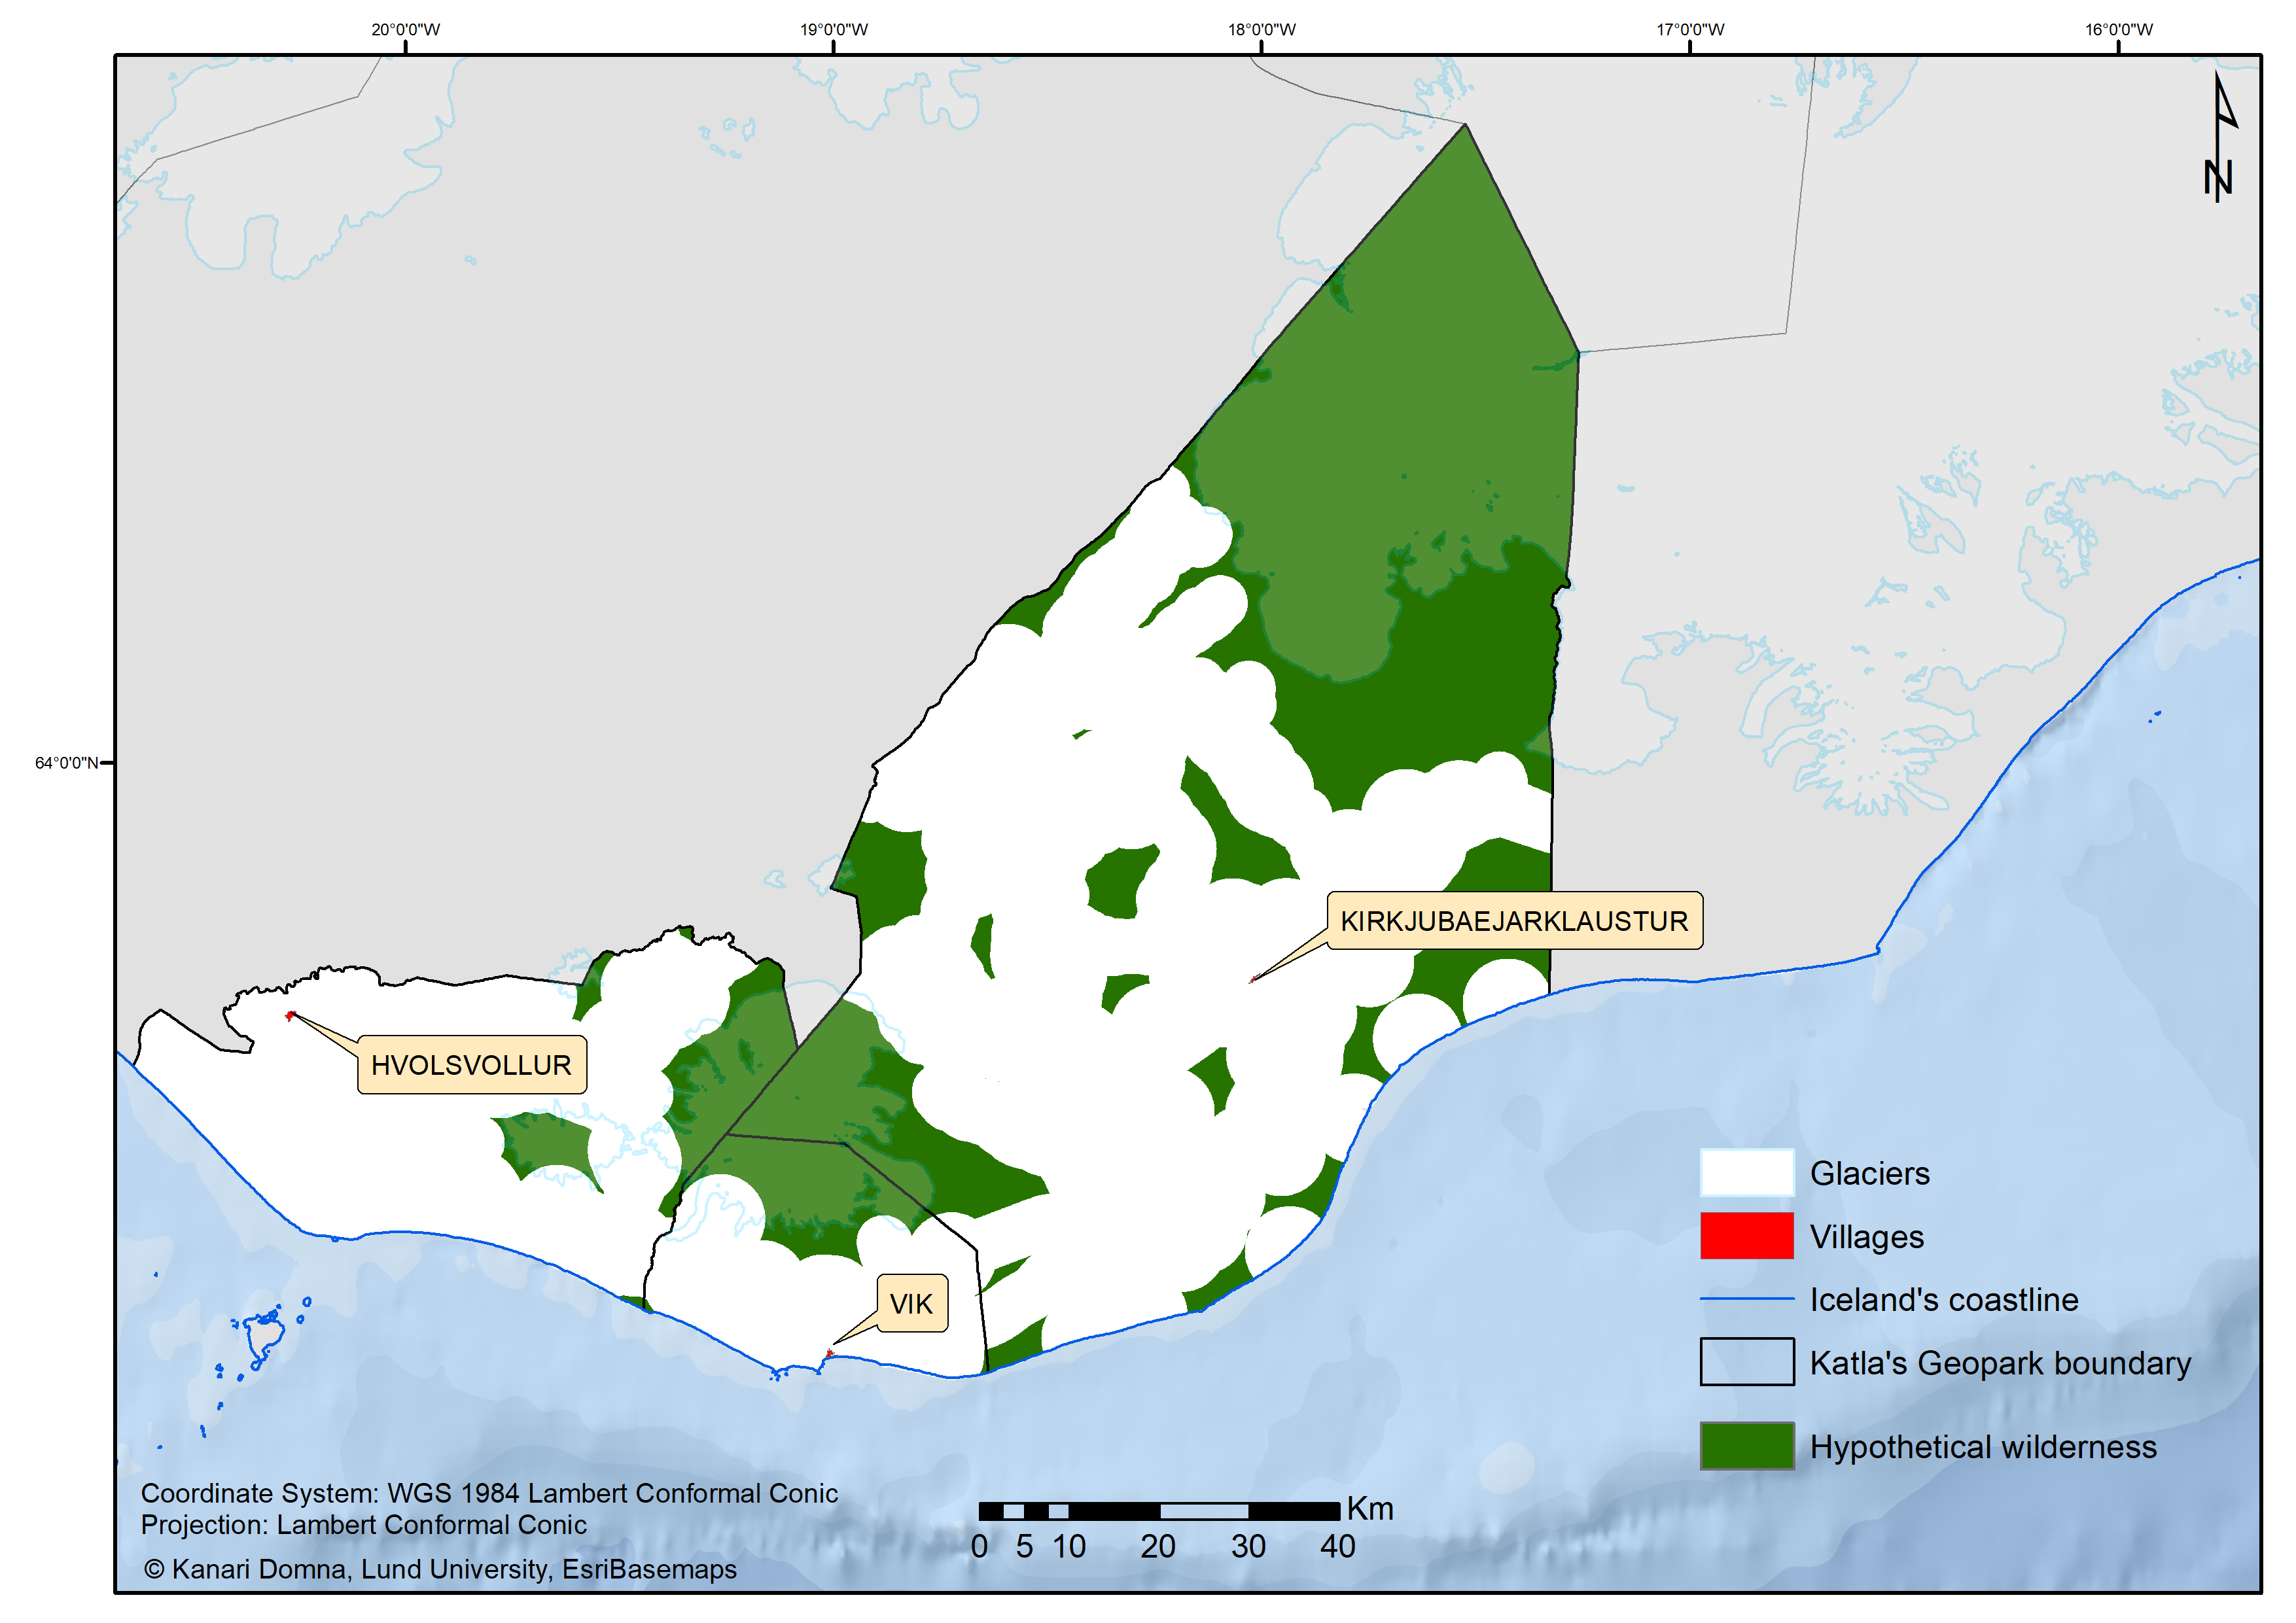 20°0'0"W 19°0'0"W 18°0'0"W 17°0'0"W 16°0'0"W
N
64°0'0"N
KIRKJUBAEJARKLAUSTUR
HVOLSVOLLUR
VIK
Glaciers
Villages
Iceland's coastline
Katla's Geopark boundary
Hypothetical wilderness
Coordinate System: WGS 1984 Lambert Conformal Conic
Projection: Lambert Conformal Conic
© Kanari Domna, Lund University, EsriBasemaps
Km
0 5 10 20 30 40